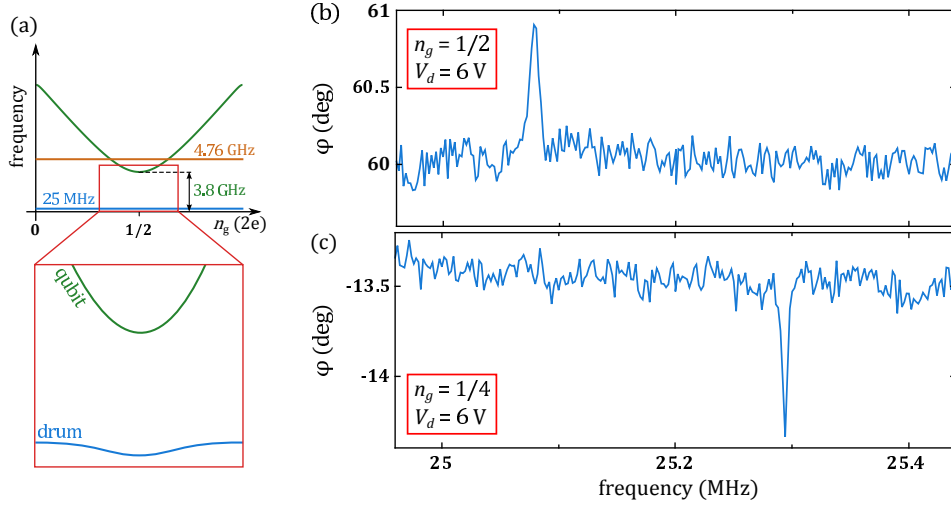 (a)
frequency
4.76 GHz
3.8 GHz
25 MHz
0
1/2
n_g (2e)
qubit
drum
(b)
φ (deg)
61
60.5
60
n_g = 1/2
V_d = 6 V
(c)
φ (deg)
-13.5
-14
n_g = 1/4
V_d = 6 V
25
25.2
25.4
frequency (MHz)